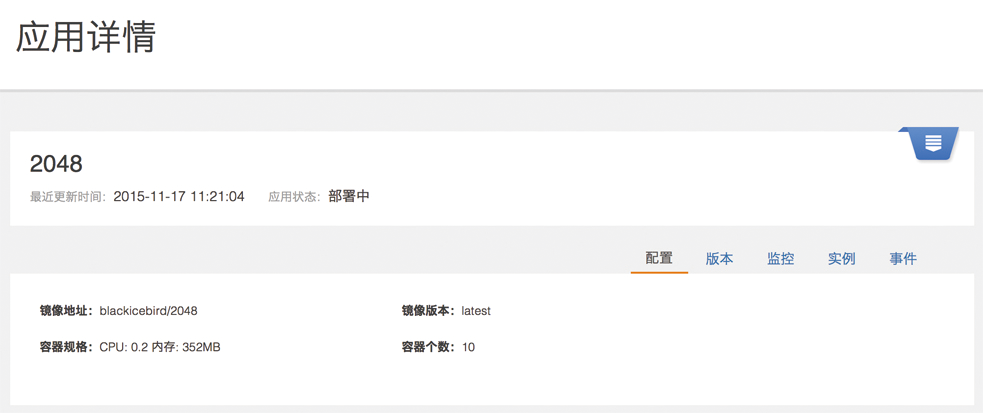 应用详情
2048
最近更新时间: 2015-11-17 11:21:04 应用状态: 部署中
配置 版本 监控 实例 事件
镜像地址: blackicebird/2048 镜像版本: latest
容器规格: CPU: 0.2 内存: 352MB 容器个数: 10